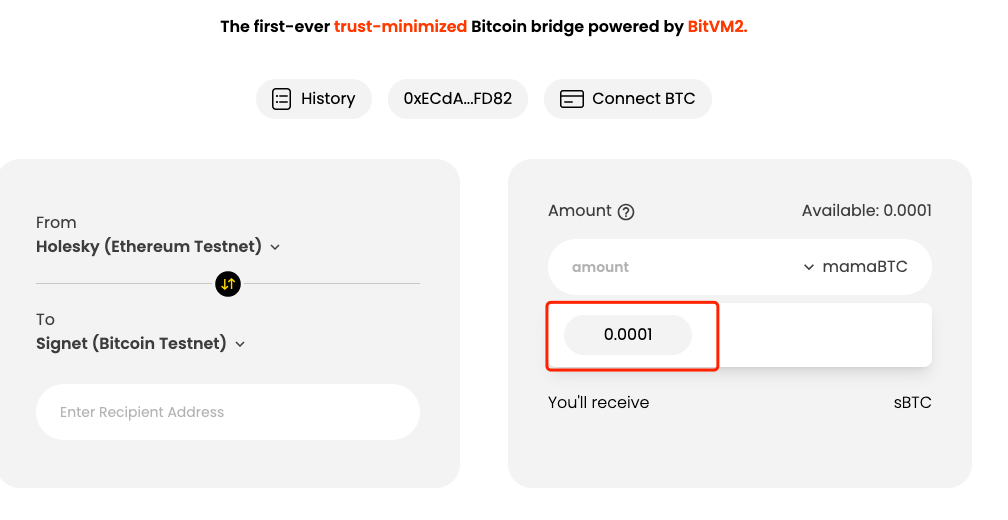 The first-ever trust-minimized Bitcoin bridge powered by BitVM2.
History
0xECdA...FD82
Connect BTC
From
Holesky (Ethereum Testnet)
To
Signet (Bitcoin Testnet)
Enter Recipient Address
Amount
Available: 0.0001
amount
mamaBTC
0.0001
You'll receive
sBTC